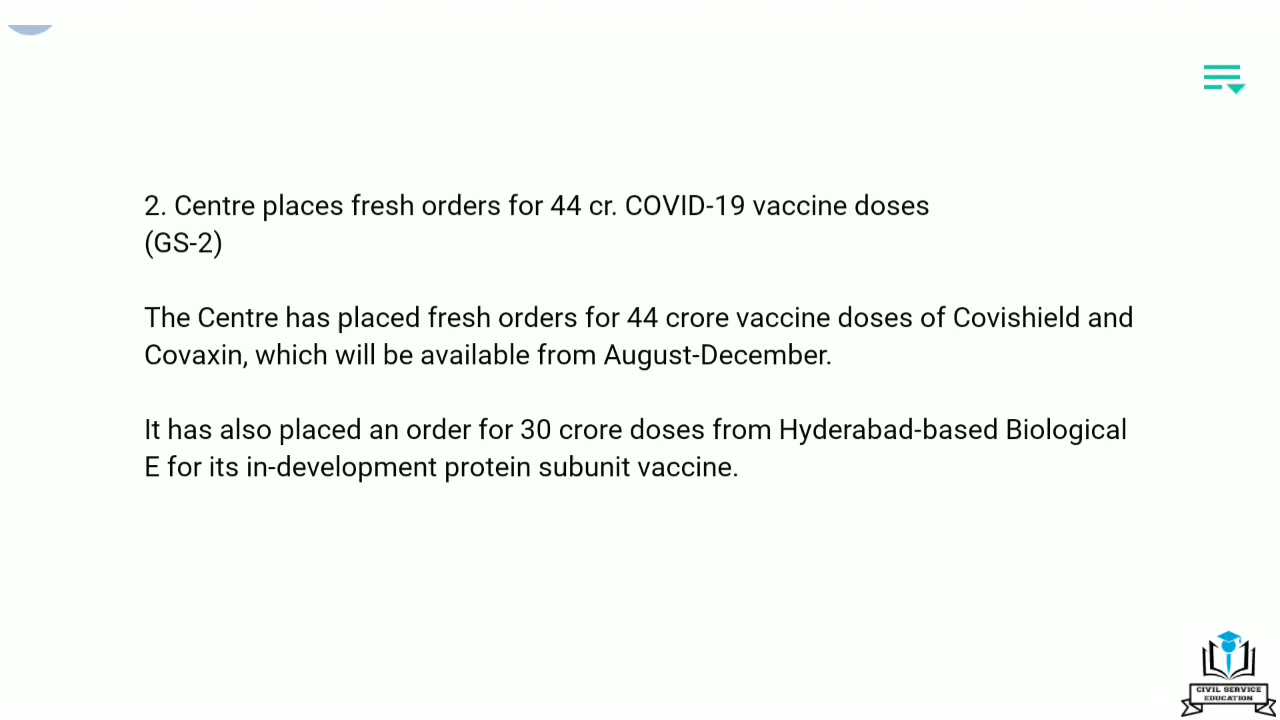 2. Centre places fresh orders for 44 cr. COVID-19 vaccine doses
(GS-2)
The Centre has placed fresh orders for 44 crore vaccine doses of Covishield and
Covaxin, which will be available from August-December.
It has also placed an order for 30 crore doses from Hyderabad-based Biological
E for its in-development protein subunit vaccine.
CIVIL SERVICE
EDUCATION